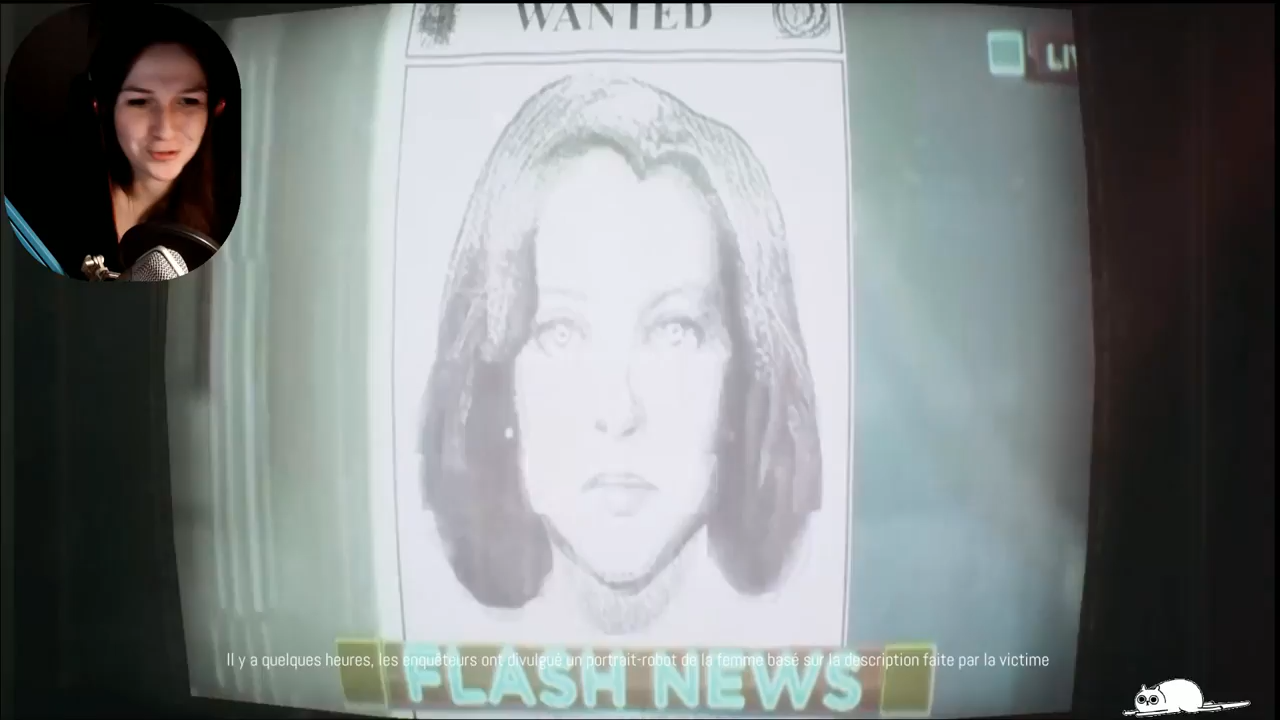 WANTED
LIV
Il y a quelques heures, les enquêteurs ont divulgué un portrait-robot de la femme basé sur la description faite par la victime
FLASH NEWS